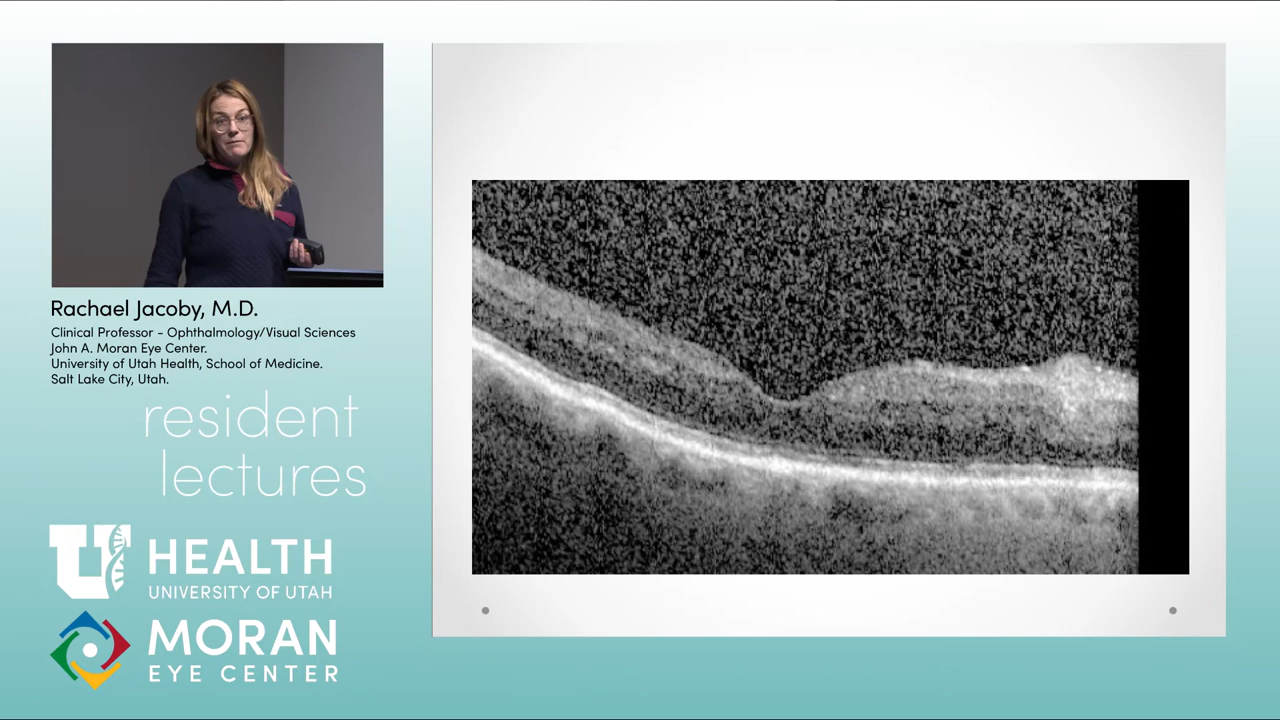 Rachael Jacoby, M.D.
Clinical Professor - Ophthalmology/Visual Sciences
John A. Moran Eye Center.
University of Utah Health, School of Medicine.
Salt Lake City, Utah.
resident
lectures
U HEALTH
UNIVERSITY OF UTAH
MORAN
EYE CENTER